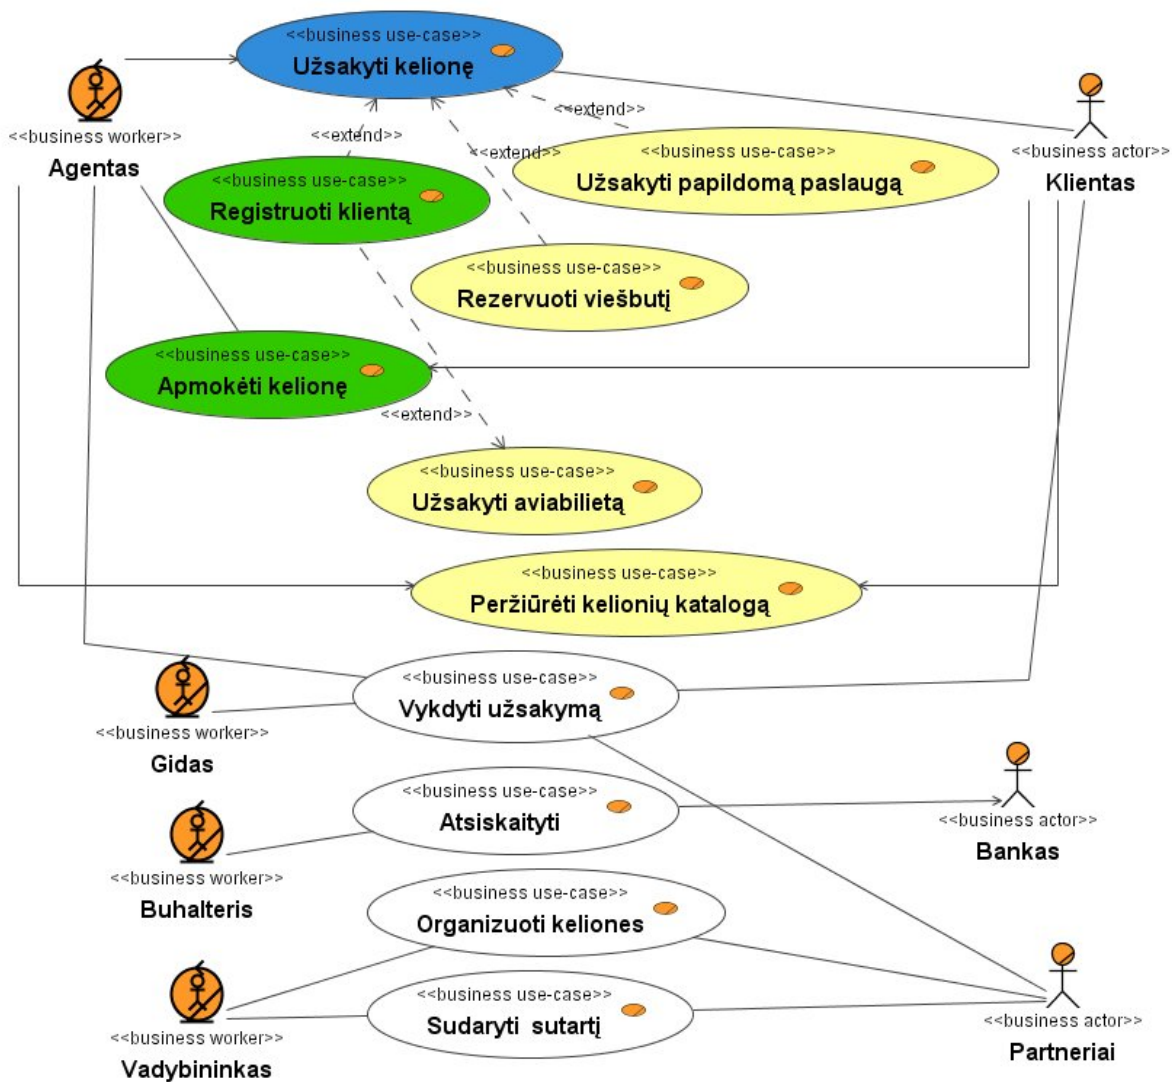 <<business use-case>>
Užsakyti kelionę
<<business worker>>
Agentas
<<extend>>
<<extend>>
<<extend>>
<<business use-case>>
Užsakyti papildomą paslaugą
<<business actor>>
Klientas
<<business use-case>>
Registruoti klientą
<<business use-case>>
Rezervuoti viešbutį
<<business use-case>>
Apmokėti kelionę
<<extend>>
<<business use-case>>
Užsakyti aviabilietą
<<business use-case>>
Peržiūrėti kelionių katalogą
<<business use-case>>
Vykdyti užsakymą
<<business worker>>
Gidas
<<business use-case>>
Atsiskaityti
<<business actor>>
Bankas
<<business worker>>
Buhalteris
<<business use-case>>
Organizuoti keliones
<<business use-case>>
Sudaryti sutartį
<<business worker>>
Vadybininkas
<<business actor>>
Partneriai